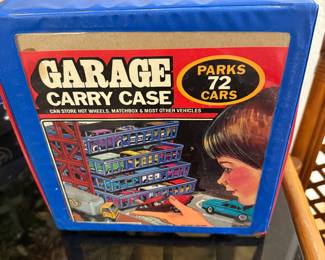 GARAGE
CARRY CASE
PARKS
72
CARS
CAN STORE HOT WHEELS, MATCHBOX & MOST OTHER VEHICLES